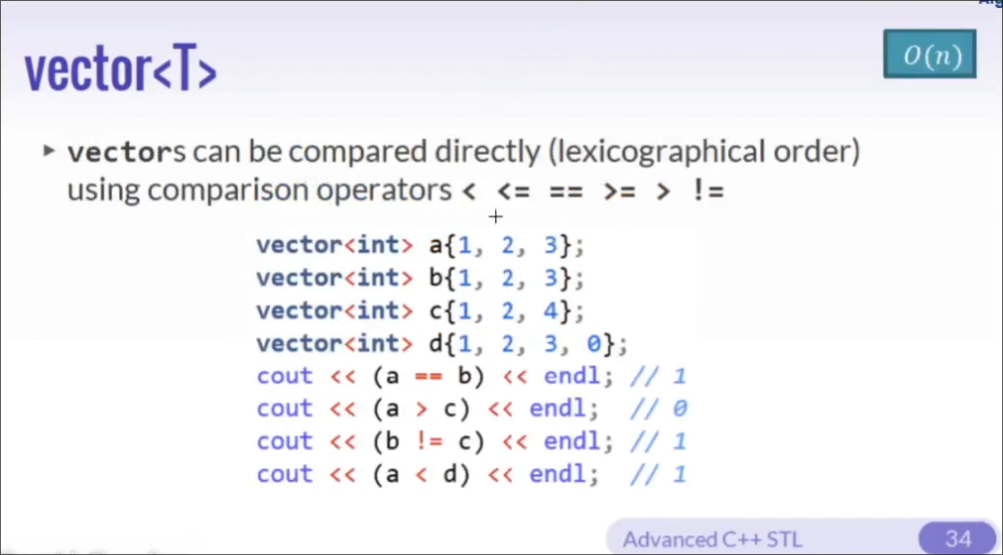 vector<T>
O(n)
▸ vectors can be compared directly (lexicographical order)
using comparison operators < <= == >= > !=
vector<int> a{1, 2, 3};
vector<int> b{1, 2, 3};
vector<int> c{1, 2, 4};
vector<int> d{1, 2, 3, 0};
cout << (a == b) << endl; // 1
cout << (a > c) << endl; // 0
cout << (b != c) << endl; // 1
cout << (a < d) << endl; // 1
Advanced C++ STL 34